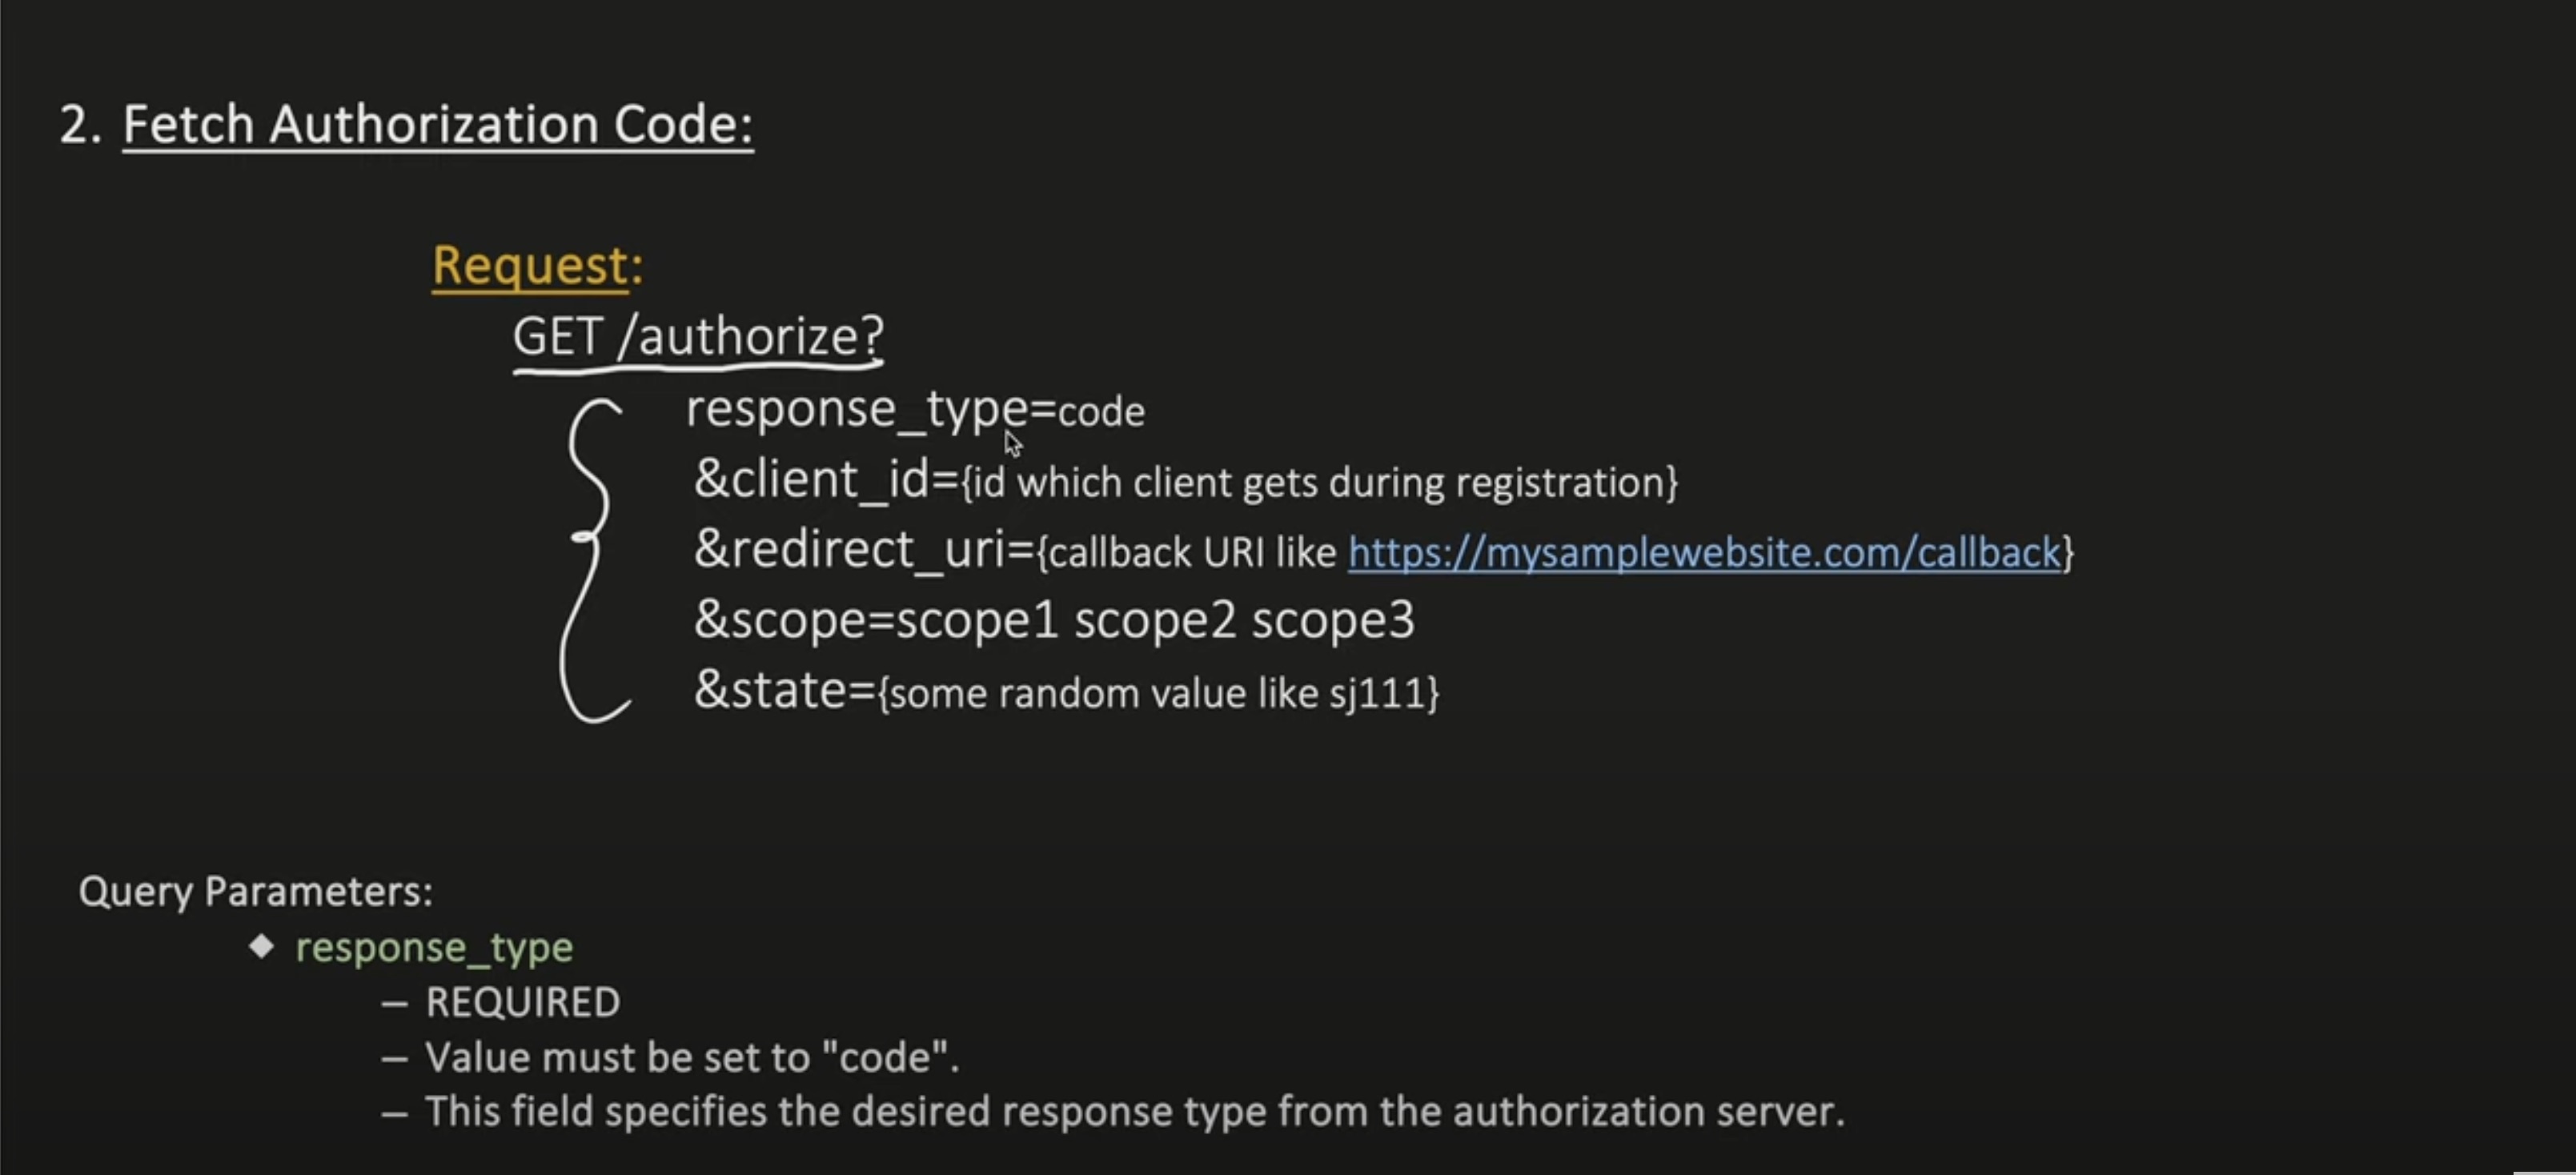 2. Fetch Authorization Code:
Request:
GET /authorize?
response_type=code
&client_id={id which client gets during registration}
&redirect_uri={callback URI like https://mysamplewebsite.com/callback}
&scope=scope1 scope2 scope3
&state={some random value like sj111}
Query Parameters:
◆ response_type
– REQUIRED
– Value must be set to "code".
– This field specifies the desired response type from the authorization server.